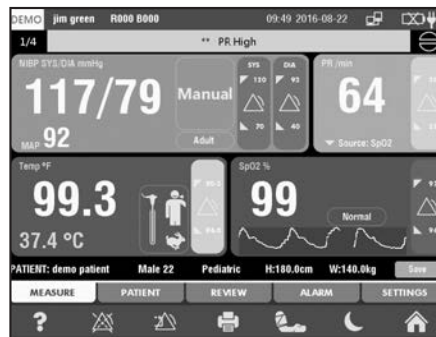 DEMO jim green R000 B000 09:49 2016-08-22
1/4 ** PR High
NIBP SYS/DIA mmHg SYS DIA PR /min
117/79 Manual 64
MAP 92 Adult 70 40 Source: SpO2
Temp °F SpO2 %
99.3 99
Normal
37.4 °C
PATIENT: demo patient Male 22 Pediatric H:180.0cm W:140.0kg Save
MEASURE PATIENT REVIEW ALARM SETTINGS
?